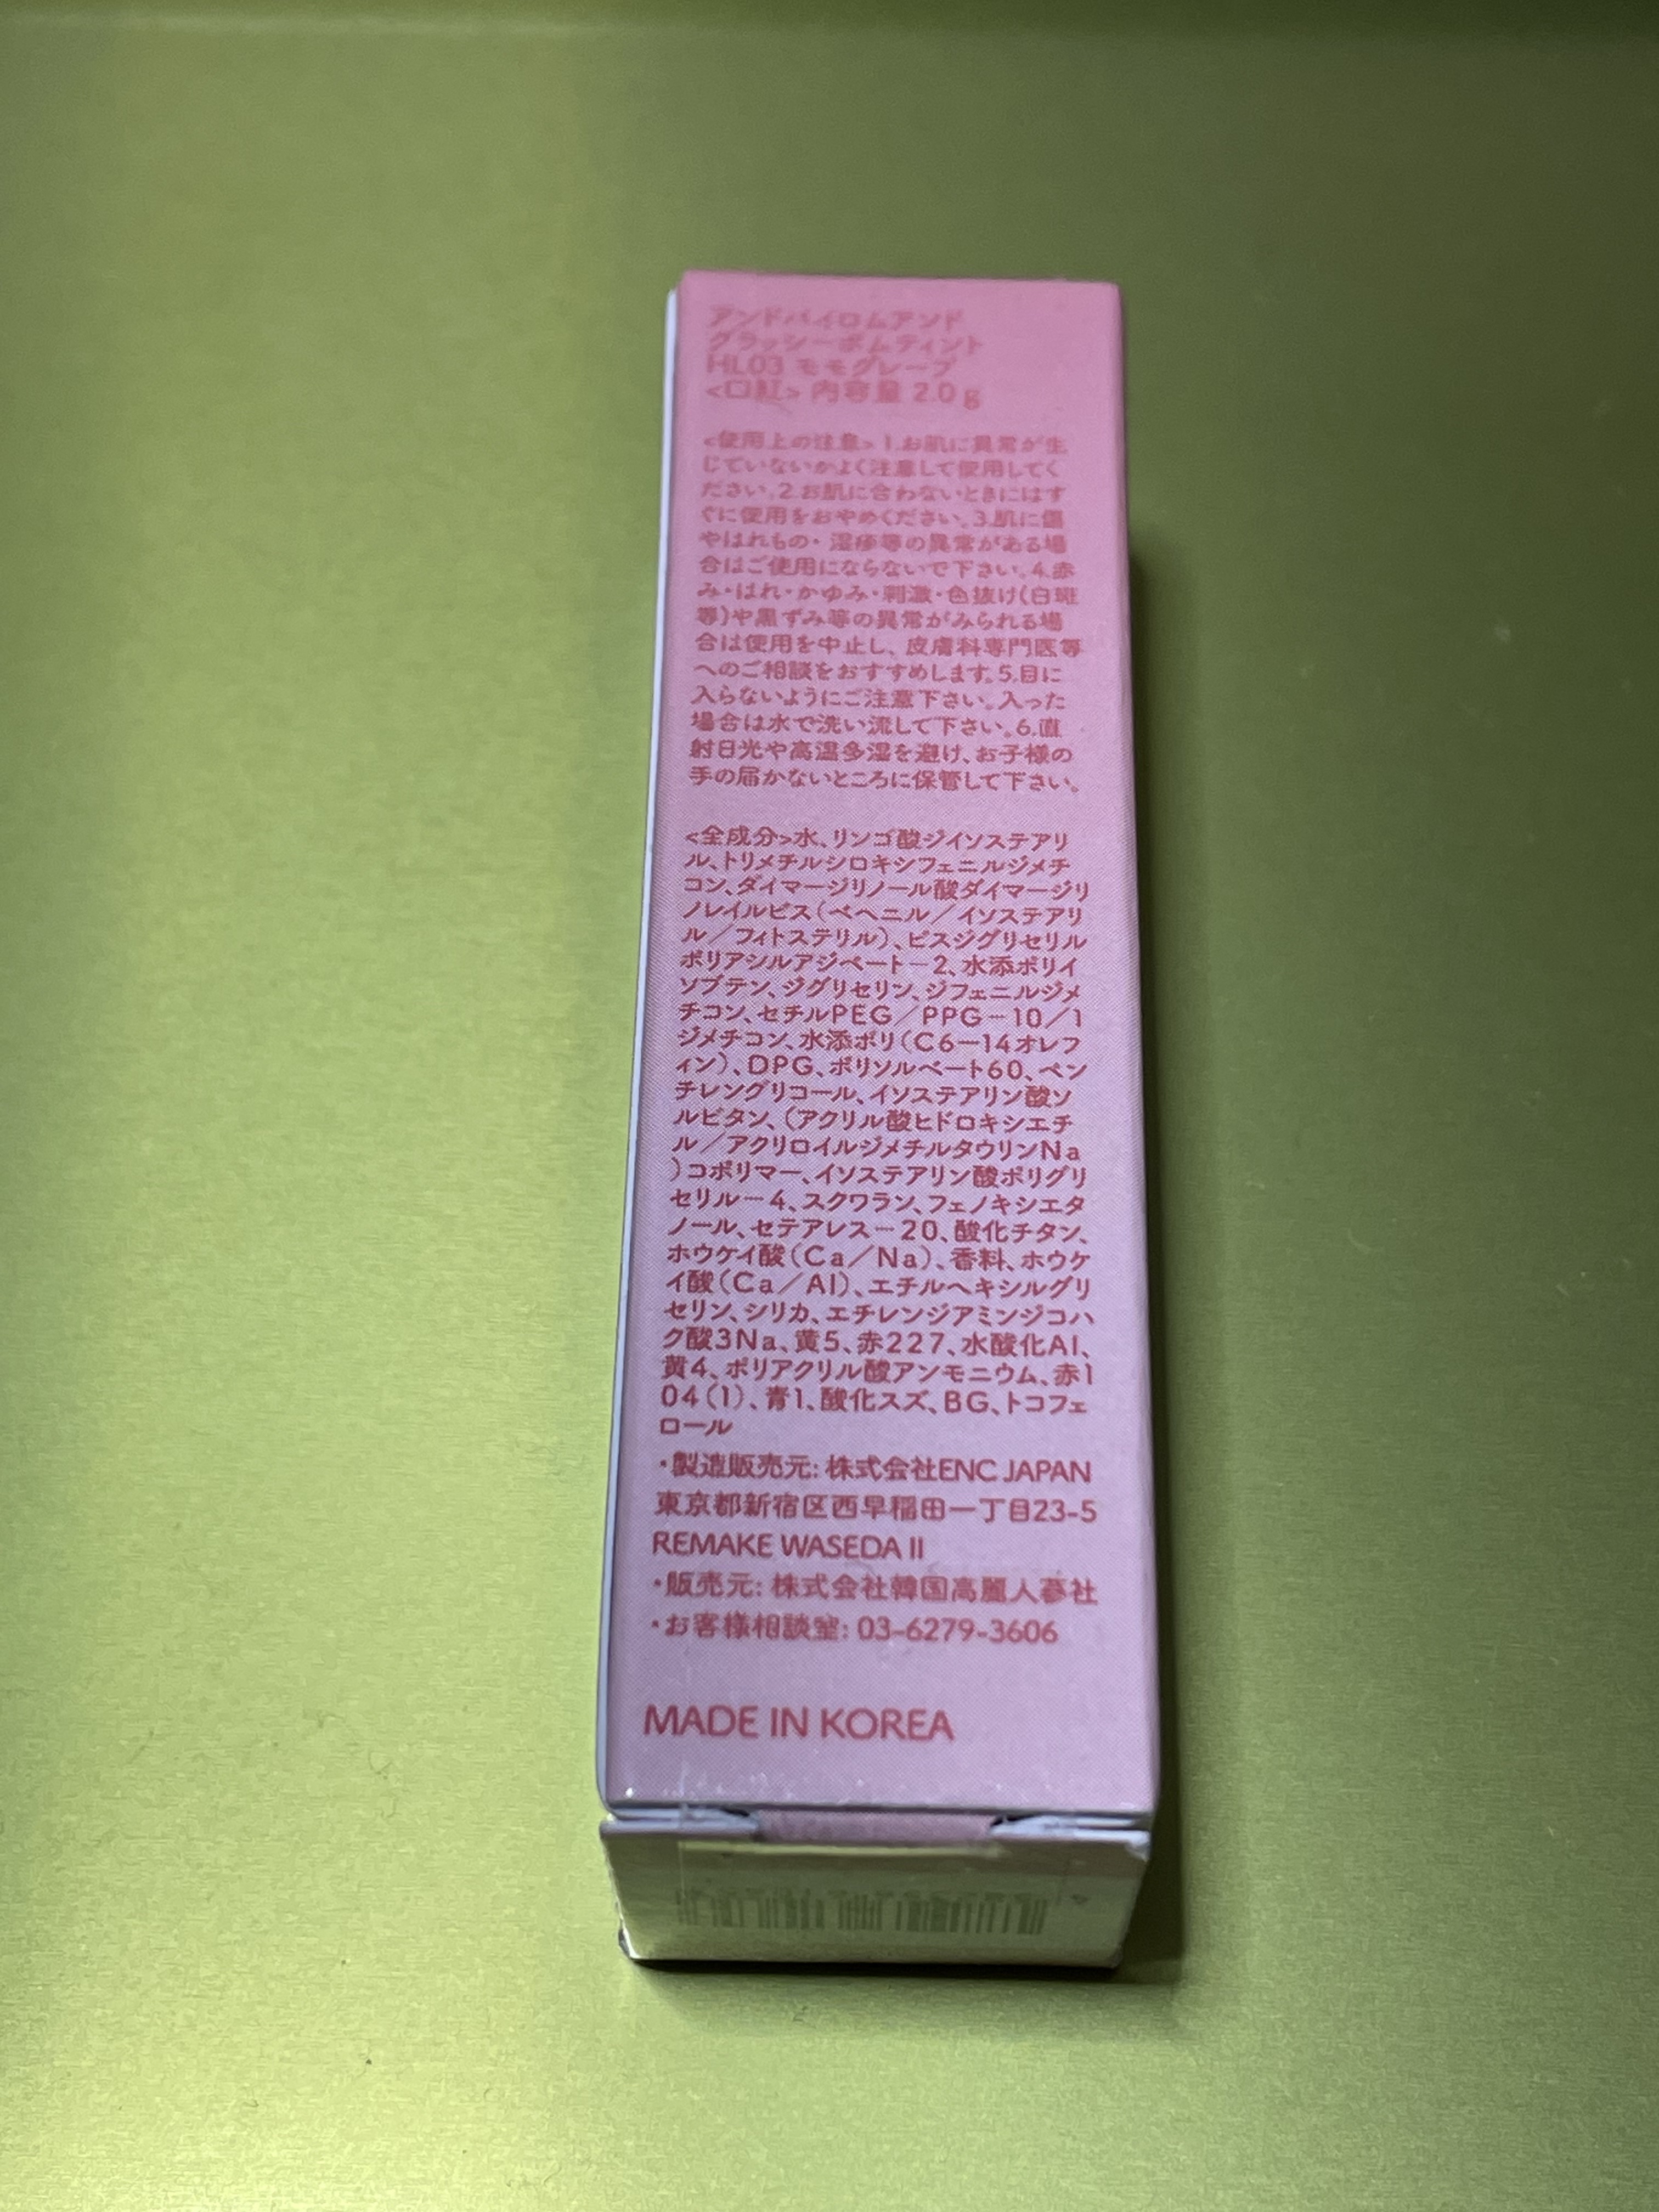 アンドバイロムアンド
グラッシーボムティント
HL03 モモグレープ
<口紅> 内容量 2.0 g
<使用上の注意> 1.お肌に異常が生
じていないかよく注意して使用してく
ださい。2.お肌に合わないときにはす
ぐに使用をおやめください。3.肌に傷
やはれもの・湿疹等の異常がある場
合はご使用にならないで下さい。4.赤
み・はれ・かゆみ・刺激・色抜け(白斑
等)や黒ずみ等の異常がみられる場
合は使用を中止し、皮膚科専門医等
へのご相談をおすすめします。5.目に
入らないようにご注意下さい。入った
場合は水で洗い流して下さい。6.直
射日光や高温多湿を避け、お子様の
手の届かないところに保管して下さい。
<全成分>水、リンゴ酸ジイソステアリ
ル、トリメチルシロキシフェニルジメチ
コン、ダイマージリノール酸ダイマージリ
ノレイルビス(ベヘニル/イソステアリ
ル/フィトステリル)、ビスジグリセリル
ポリアシルアジペート-2、水添ポリイ
ソブテン、ジグリセリン、ジフェニルジメ
チコン、セチルPEG/PPG-10/1
ジメチコン、水添ポリ(C6-14オレフ
ィン)、DPG、ポリソルベート60、ペン
チレングリコール、イソステアリン酸ソ
ルビタン、(アクリル酸ヒドロキシエチ
ル/アクリロイルジメチルタウリンNa
)コポリマー、イソステアリン酸ポリグリ
セリル-4、スクワラン、フェノキシエタ
ノール、セテアレス-20、酸化チタン、
ホウケイ酸(Ca/Na)、香料、ホウケ
イ酸(Ca/Al)、エチルヘキシルグリ
セリン、シリカ、エチレンジアミンジコハ
ク酸3Na、黄5、赤227、水酸化Al、
黄4、ポリアクリル酸アンモニウム、赤1
04(1)、青1、酸化スズ、BG、トコフェ
ロール
・製造販売元: 株式会社ENC JAPAN
東京都新宿区西早稲田一丁目23-5
REMAKE WASEDA II
・販売元: 株式会社韓国高麗人蔘社
・お客様相談室: 03-6279-3606
MADE IN KOREA